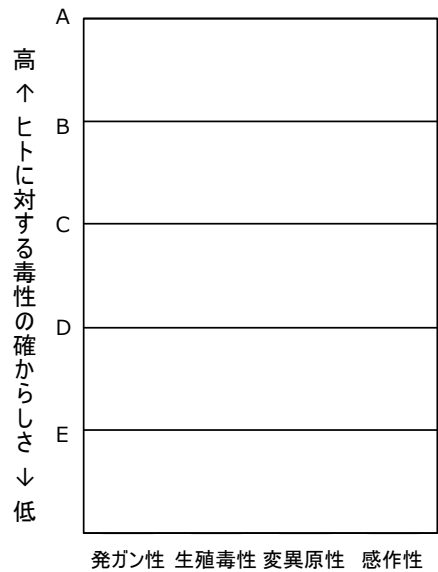 A
B
C
D
E
高 ↑ ヒトに対する毒性の確からしさ ↓ 低
発ガン性 生殖毒性 変異原性 感作性